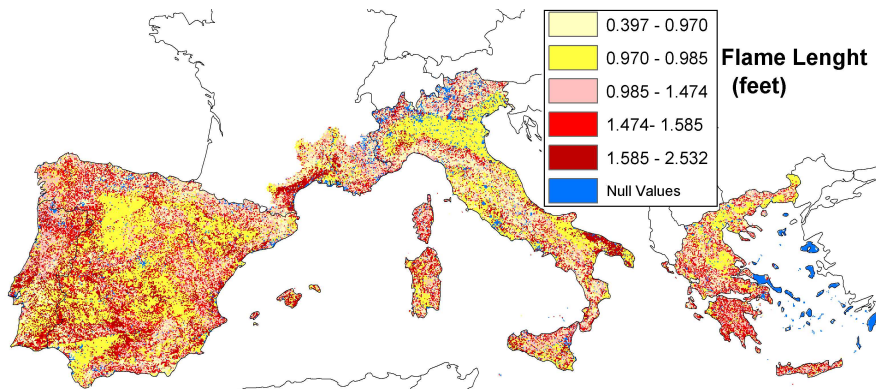 0.397 - 0.970
0.970 - 0.985
0.985 - 1.474
1.474- 1.585
1.585 - 2.532
Null Values
Flame Lenght
(feet)